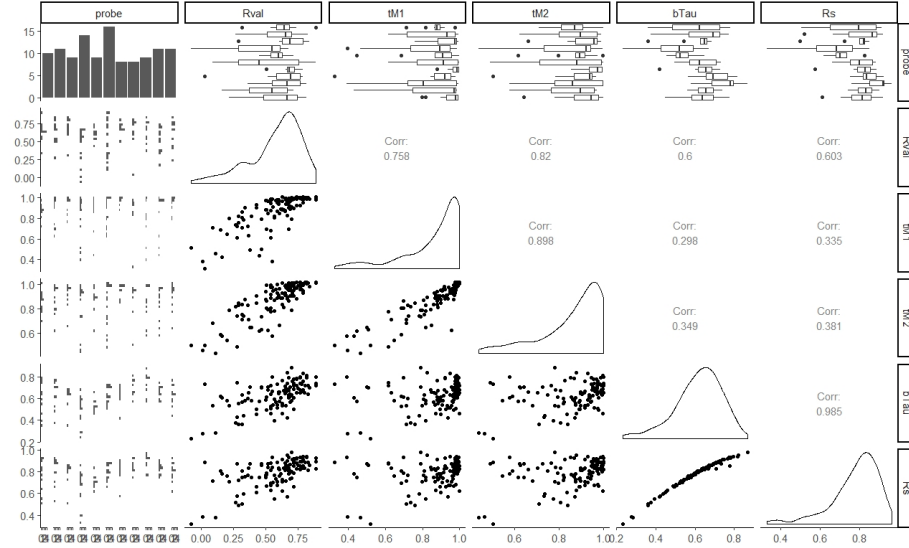 probe Rval tM1 tM2 bTau Rs
15
10
5
0
probe
0.75
0.50
0.25
0.00
Corr:
0.758
Corr:
0.82
Corr:
0.6
Corr:
0.603
Rval
1.0
0.8
0.6
0.4
Corr:
0.898
Corr:
0.298
Corr:
0.335
tM1
1.0
0.8
0.6
Corr:
0.349
Corr:
0.381
tM2
0.8
0.6
0.4
0.2
Corr:
0.985
bTau
1.0
0.8
0.6
0.4
Rs
0.00 0.25 0.50 0.75
0.4 0.6 0.8 1.0
0.6 0.8 1.0
0.2 0.4 0.6 0.8
0.4 0.6 0.8